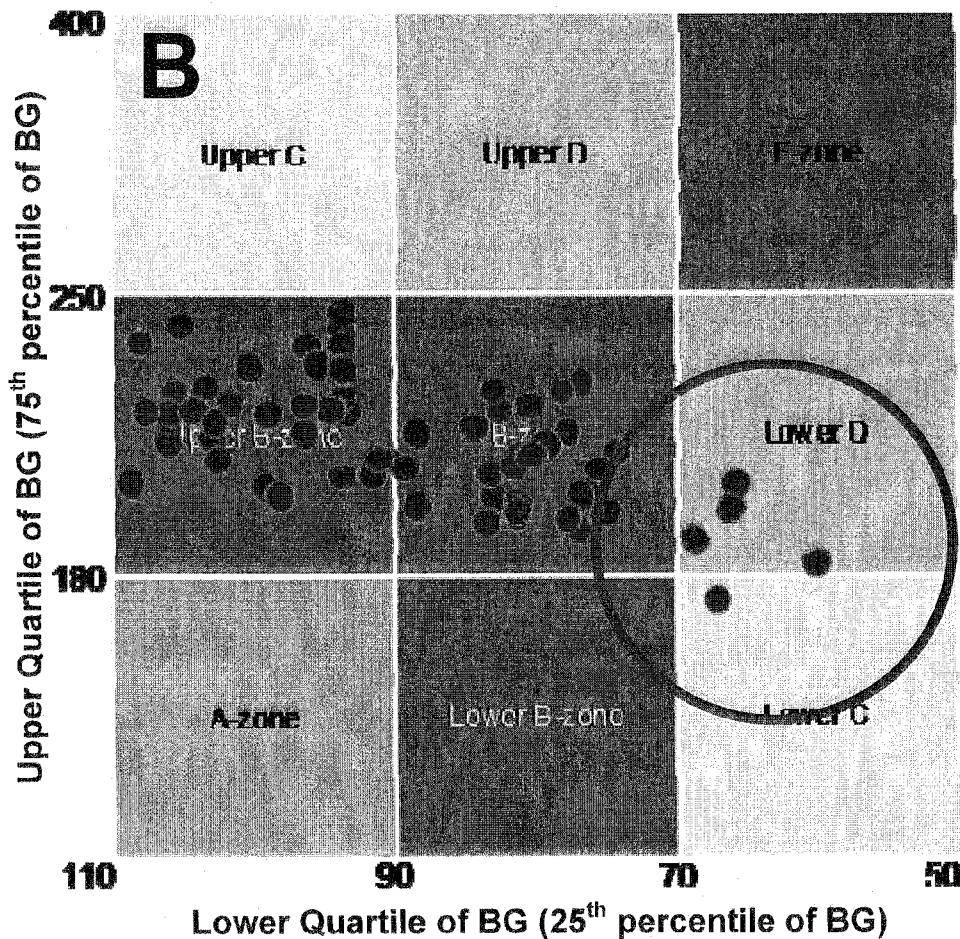 400
B
Upper C
Upper D
Upper Quartile of BG (75th percentile of BG)
250
Lower D
180
A-zone
Lower B-zone
Lower C
110
90
70
50
Lower Quartile of BG (25th percentile of BG)